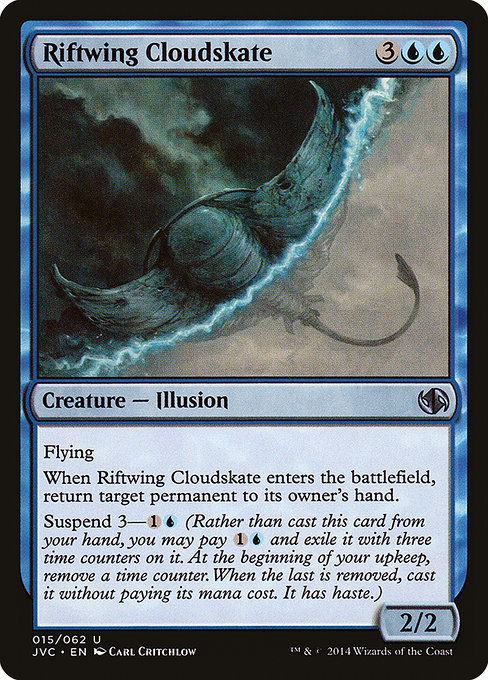 Riftwing Cloudskate 3
Creature — Illusion
Flying
When Riftwing Cloudskate enters the battlefield,
return target permanent to its owner's hand.
Suspend 3—1 (Rather than cast this card from
your hand, you may pay 1 and exile it with three
time counters on it. At the beginning of your upkeep,
remove a time counter. When the last is removed, cast
it without paying its mana cost. It has haste.)
2/2
015/062 U
JVC • EN Carl Critchlow ™ & © 2014 Wizards of the Coast